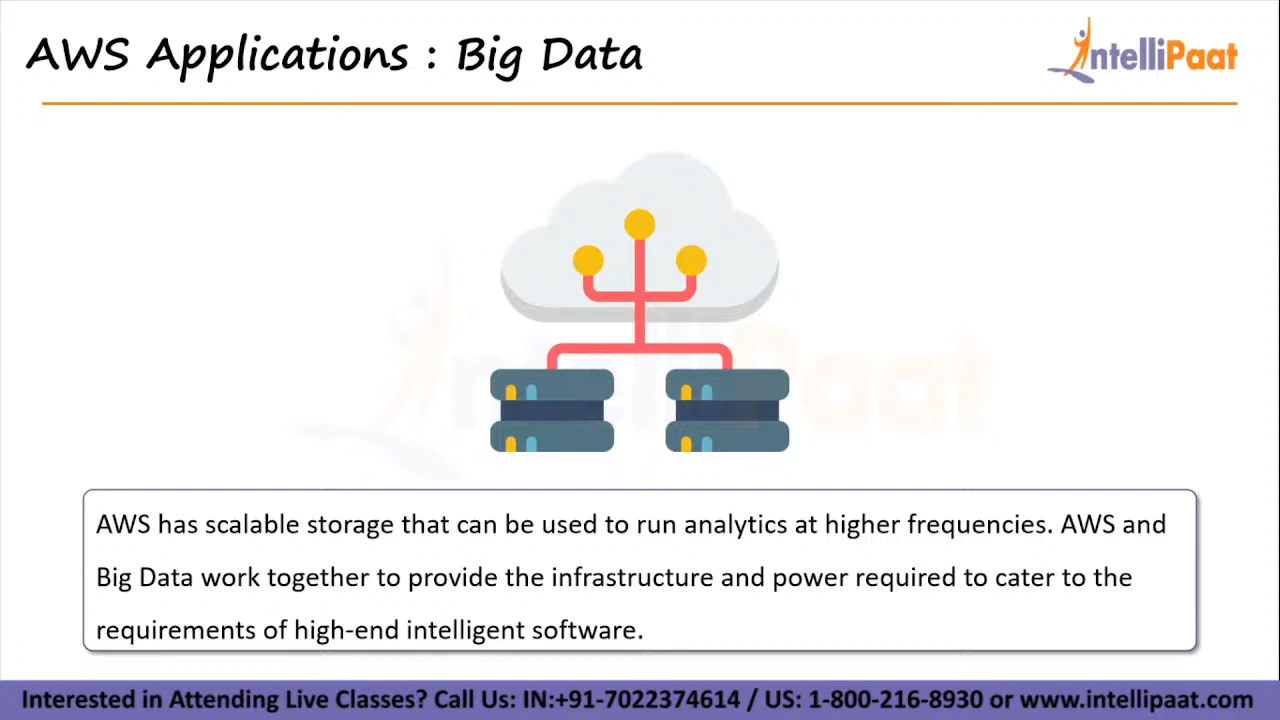 AWS Applications : Big Data
IntelliPaat
IntelliPaat
AWS has scalable storage that can be used to run analytics at higher frequencies. AWS and
Big Data work together to provide the infrastructure and power required to cater to the
requirements of high-end intelligent software.
Interested in Attending Live Classes? Call Us: IN:+91-7022374614 / US: 1-800-216-8930 or www.intellipaat.com